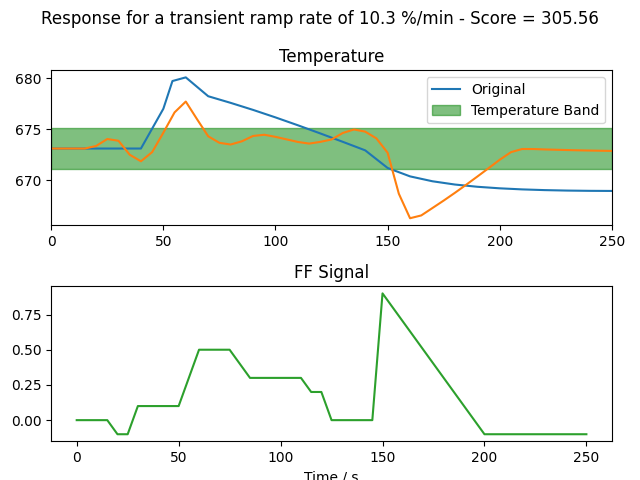 Response for a transient ramp rate of 10.3 %/min - Score = 305.56
Temperature
680
675
670
Original
Temperature Band
0 50 100 150 200 250
FF Signal
0.75
0.50
0.25
0.00
0 50 100 150 200 250
Time / s